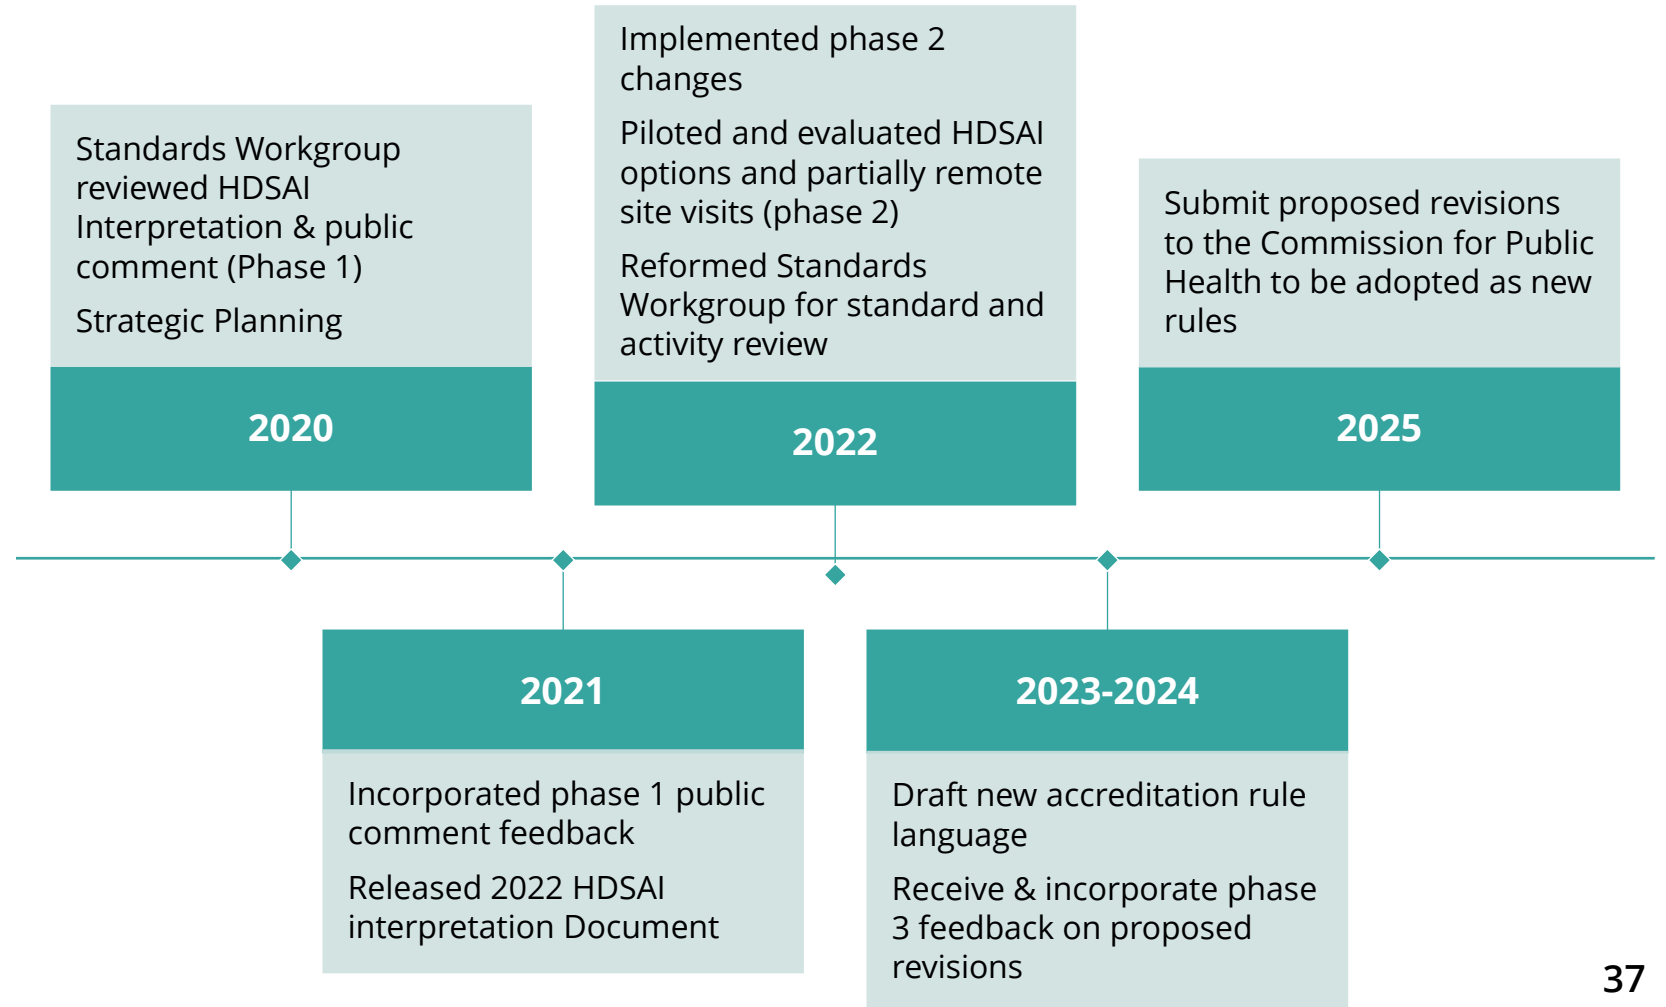 Standards Workgroup
reviewed HDSAI
Interpretation & public
comment (Phase 1)
Strategic Planning
2020
Incorporated phase 1 public
comment feedback
Released 2022 HDSAI
interpretation Document
2021
Implemented phase 2
changes
Piloted and evaluated HDSAI
options and partially remote
site visits (phase 2)
Reformed Standards
Workgroup for standard and
activity review
2022
2023-2024
Draft new accreditation rule
language
Receive & incorporate phase
3 feedback on proposed
revisions
Submit proposed revisions
to the Commission for Public
Health to be adopted as new
rules
2025
37